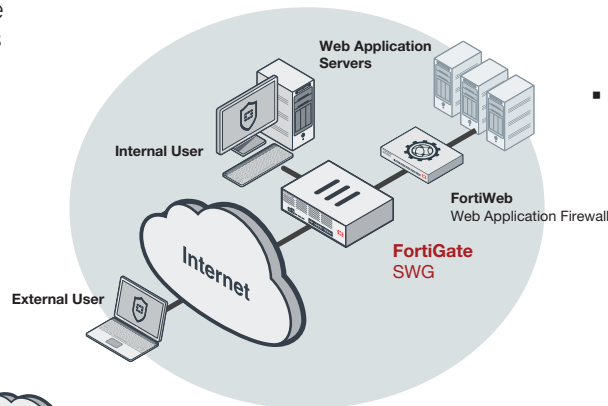 Web Application
Servers
Internal User
FortiWeb
Web Application Firewall
FortiGate
SWG
Internet
External User